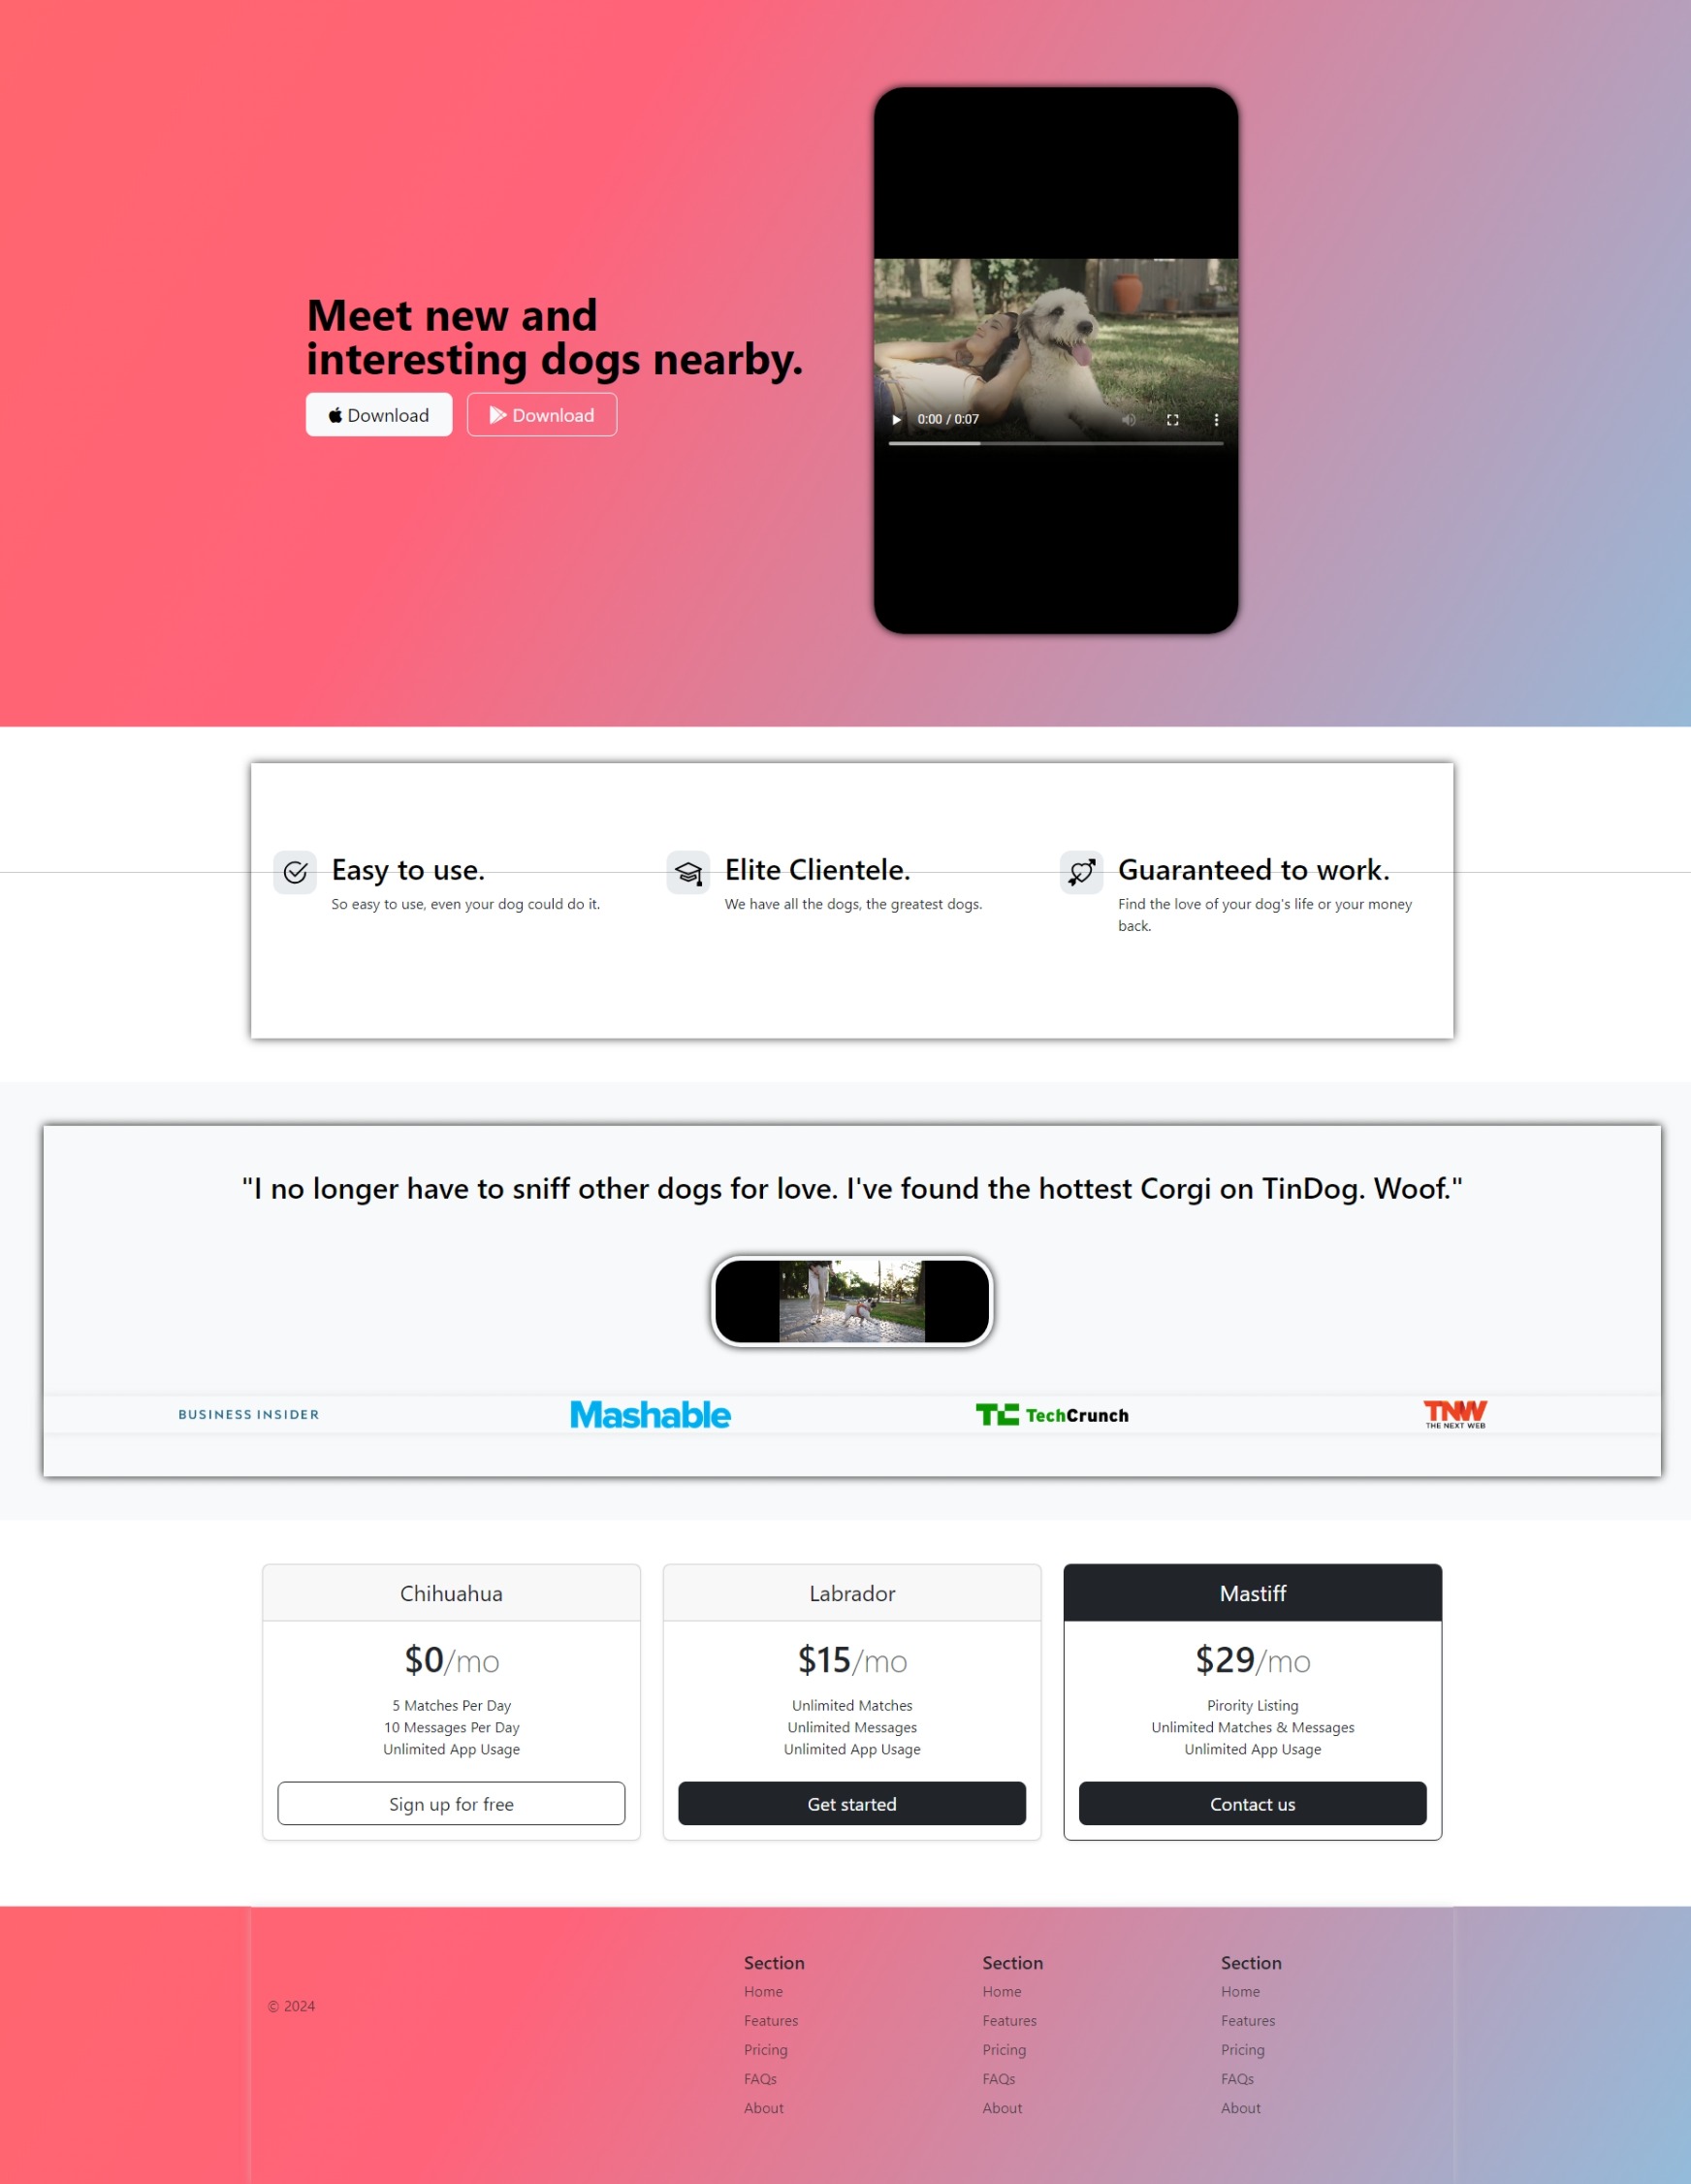 Meet new and
interesting dogs nearby.
Download
Download
0:00 / 0:07
Easy to use.
So easy to use, even your dog could do it.
Elite Clientele.
We have all the dogs, the greatest dogs.
Guaranteed to work.
Find the love of your dog's life or your money
back.
"I no longer have to sniff other dogs for love. I've found the hottest Corgi on TinDog. Woof."
BUSINESS INSIDER
Mashable
TC TechCrunch
TNW
THE NEXT WEB
Chihuahua
$0/mo
5 Matches Per Day
10 Messages Per Day
Unlimited App Usage
Sign up for free
Labrador
$15/mo
Unlimited Matches
Unlimited Messages
Unlimited App Usage
Get started
Mastiff
$29/mo
Pirority Listing
Unlimited Matches & Messages
Unlimited App Usage
Contact us
© 2024
Section
Home
Features
Pricing
FAQs
About
Section
Home
Features
Pricing
FAQs
About
Section
Home
Features
Pricing
FAQs
About